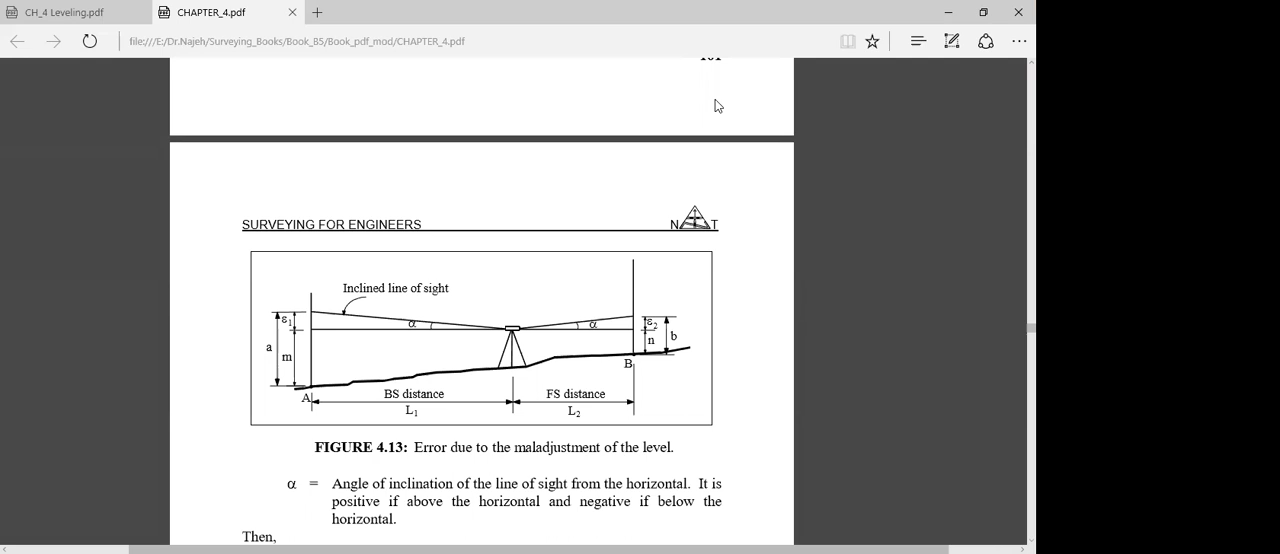 CH_4 Leveling.pdf
CHAPTER_4.pdf
file:///E:/Dr.Najeh/Surveying_Books/Book_B5/Book_pdf_mod/CHAPTER_4.pdf
101
SURVEYING FOR ENGINEERS
N T
Inclined line of sight
ε₁
α
α
ε₂
a
m
n
b
A
B
BS distance
FS distance
L₁
L₂
FIGURE 4.13: Error due to the maladjustment of the level.
α = Angle of inclination of the line of sight from the horizontal. It is
positive if above the horizontal and negative if below the
horizontal.
Then,